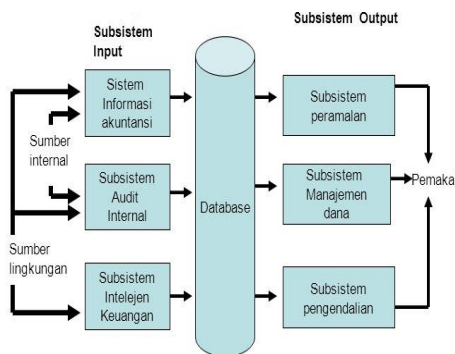 Subsistem
Input
Subsistem Output
Sistem
Informasi
akuntansi
Sumber
internal
Subsistem
Audit
Internal
Sumber
lingkungan
Subsistem
Intelejen
Keuangan
Database
Subsistem
peramalan
Subsistem
Manajemen
dana
Subsistem
pengendalian
Pemaka